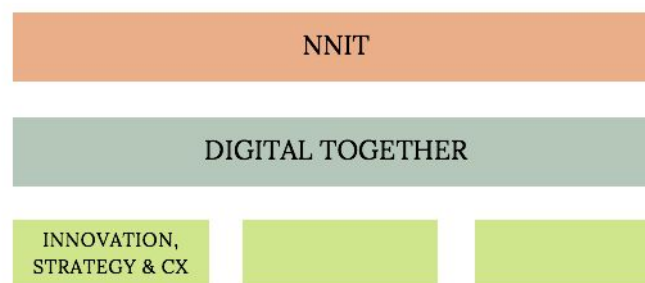 NNIT
DIGITAL TOGETHER
INNOVATION,
STRATEGY & CX